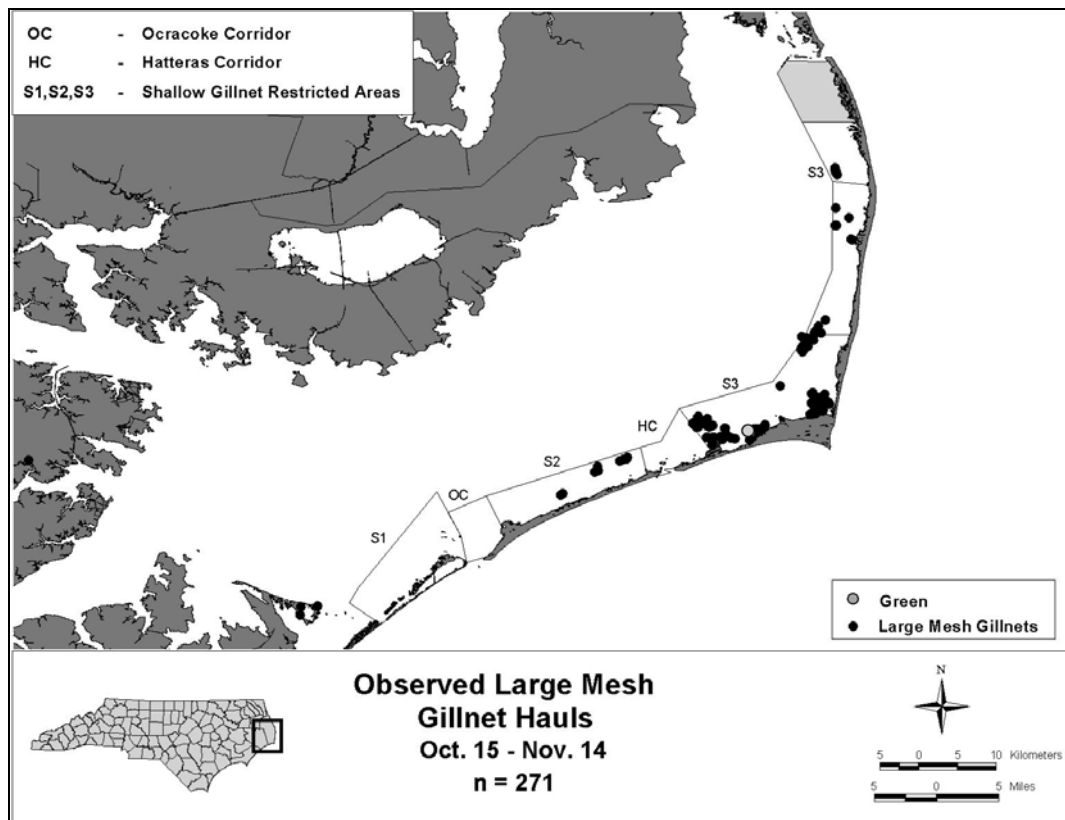 OC - Ocracoke Corridor
HC - Hatteras Corridor
S1,S2,S3 - Shallow Gillnet Restricted Areas
S3
S3
HC
S2
OC
S1
Green
Large Mesh Gillnets
Observed Large Mesh
Gillnet Hauls
Oct. 15 - Nov. 14
n = 271
N
5 0 5 10 Kilometers
5 0 5 Miles